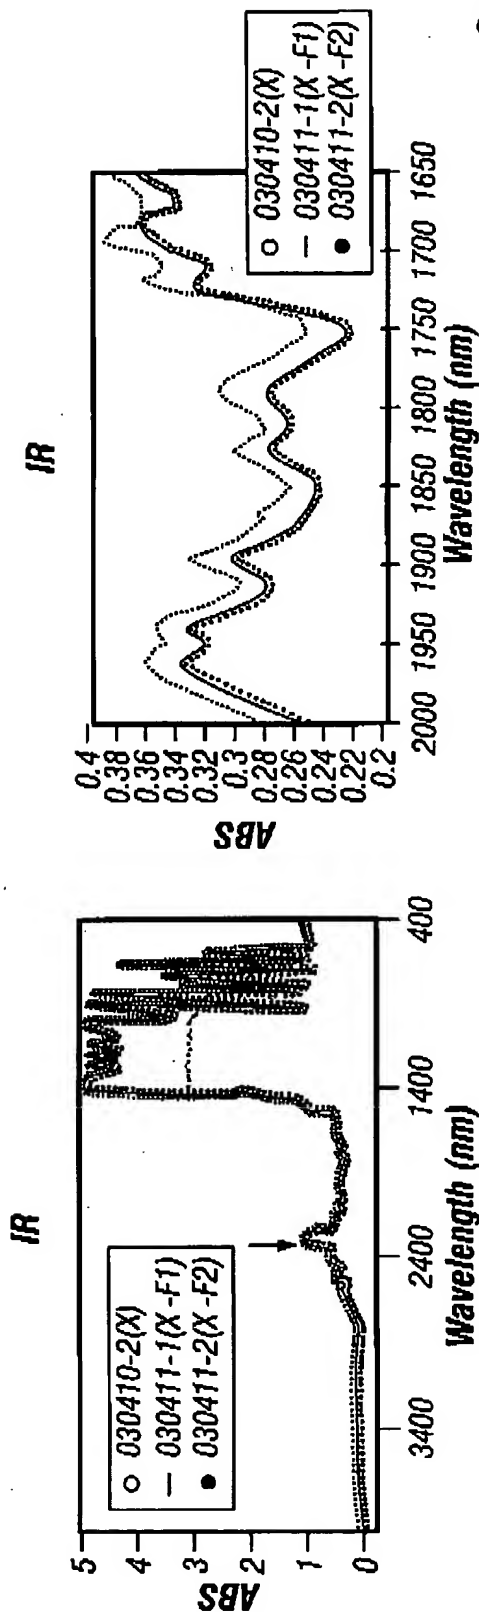 IR
5
4
3
2
1
0
ABS
3400
2400
1400
400
Wavelength (nm)
030410-2(X)
030411-1(X-F1)
030411-2(X-F2)
IR
0.4
0.38
0.36
0.34
0.32
0.3
0.28
0.26
0.24
0.22
0.2
ABS
2000
1950
1900
1850
1800
1750
1700
1650
Wavelength (nm)
030410-2(X)
030411-1(X-F1)
030411-2(X-F2)